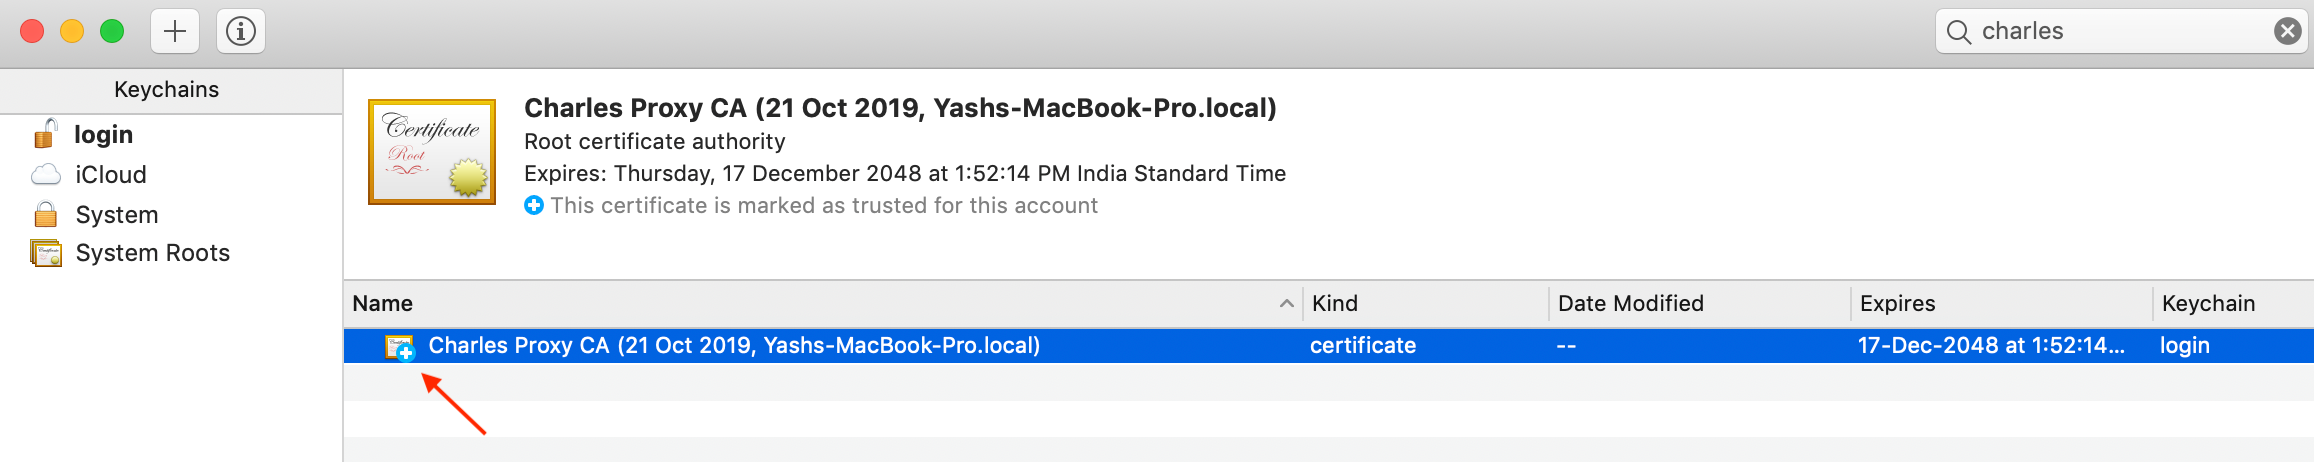 charles
Keychains
login
iCloud
System
System Roots
Certificate
Root
Charles Proxy CA (21 Oct 2019, Yashs-MacBook-Pro.local)
Root certificate authority
Expires: Thursday, 17 December 2048 at 1:52:14 PM India Standard Time
This certificate is marked as trusted for this account
Name Kind Date Modified Expires Keychain
Charles Proxy CA (21 Oct 2019, Yashs-MacBook-Pro.local) certificate -- 17-Dec-2048 at 1:52:14... login